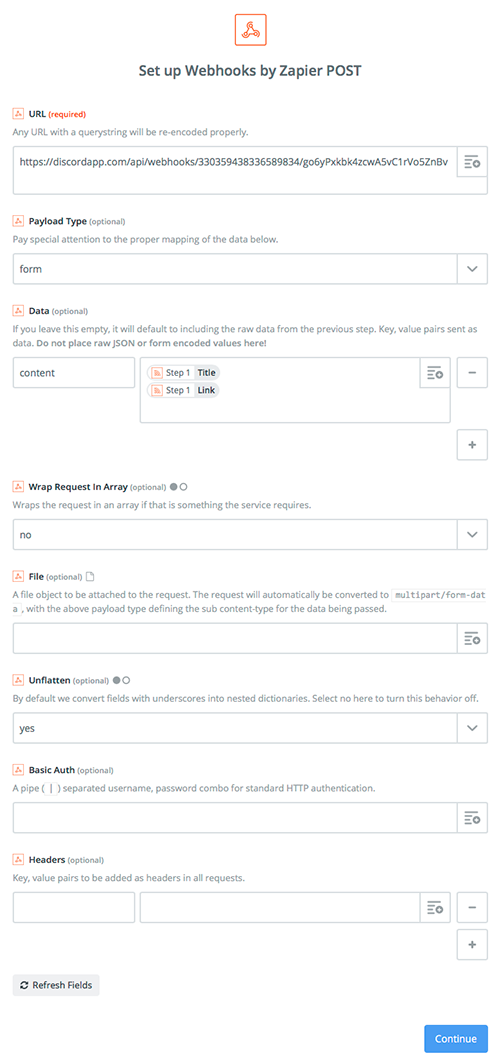 Set up Webhooks by Zapier POST
URL (required)
Any URL with a querystring will be re-encoded properly.
https://discordapp.com/api/webhooks/330359438336589834/go6yPxkbk4zcwA5vC1rVo5ZnBv
Payload Type (optional)
Pay special attention to the proper mapping of the data below.
form
Data (optional)
If you leave this empty, it will default to including the raw data from the previous step. Key, value pairs sent as
data. Do not place raw JSON or form encoded values here!
content
Step 1 Title
Step 1 Link
Wrap Request In Array (optional)
Wraps the request in an array if that is something the service requires.
no
File (optional)
A file object to be attached to the request. The request will automatically be converted to multipart/form-dat
a , with the above payload type defining the sub content-type for the data being passed.
Unflatten (optional)
By default we convert fields with underscores into nested dictionaries. Select no here to turn this behavior off.
yes
Basic Auth (optional)
A pipe ( | ) separated username, password combo for standard HTTP authentication.
Headers (optional)
Key, value pairs to be added as headers in all requests.
Refresh Fields
Continue